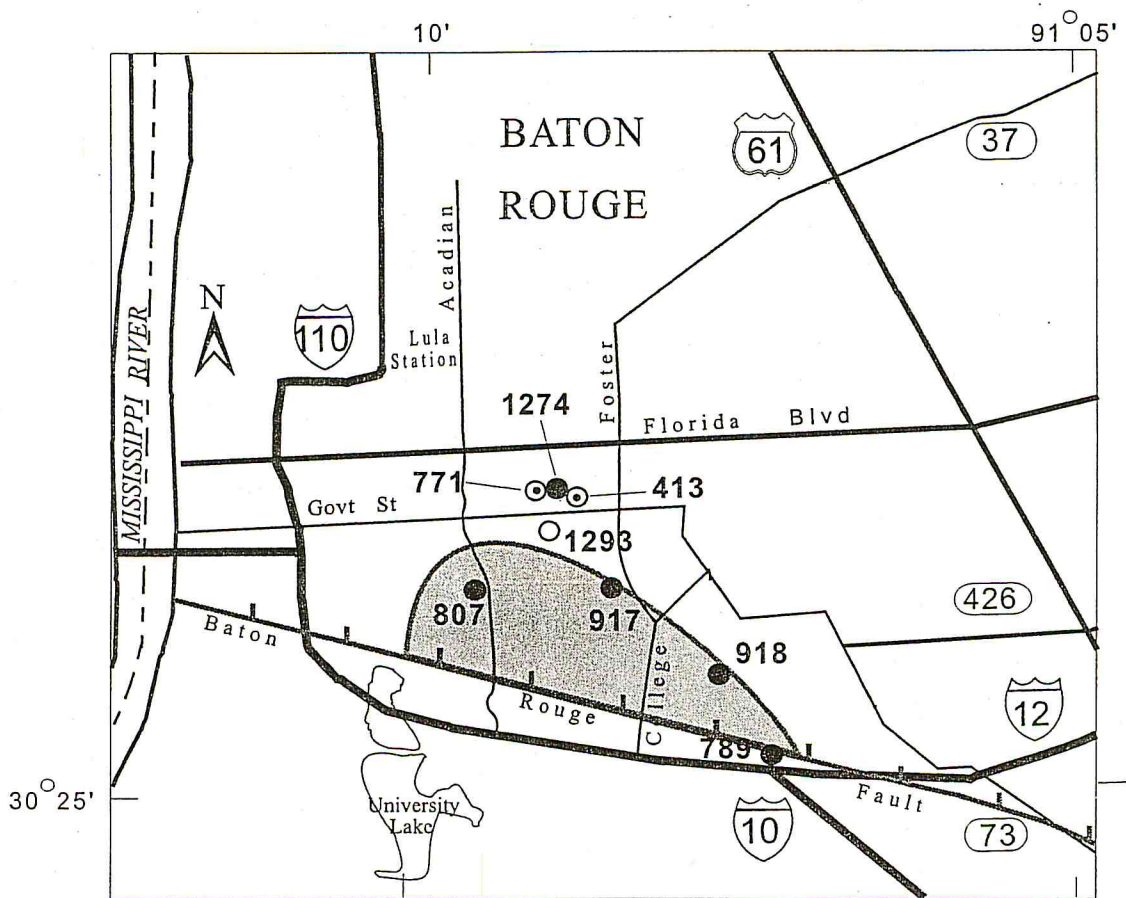 10'
91°05'
BATON
ROUGE
61
37
Acadian
N
110
Lula
Station
Foster
MISSISSIPPI RIVER
1274
Florida Blvd
771
413
Govt St
1293
807
917
426
Baton
918
C llege
Rouge
12
789
30°25'
University
Lake
Fault
10
73